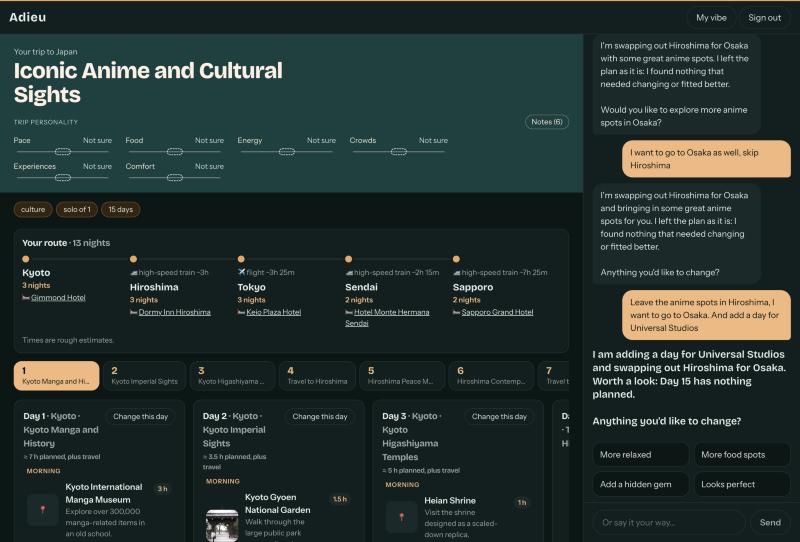 Adieu
My vibe
Sign out
Your trip to Japan
Iconic Anime and Cultural
Sights
TRIP PERSONALITY
Notes (6)
Pace Not sure
Food Not sure
Energy Not sure
Crowds Not sure
Experiences Not sure
Comfort Not sure
culture
solo of 1
15 days
Your route · 13 nights
Kyoto
3 nights
Gimmond Hotel
high-speed train ~3h
Hiroshima
3 nights
Dormy Inn Hiroshima
flight ~3h 25m
Tokyo
3 nights
Keio Plaza Hotel
high-speed train ~2h 15m
Sendai
2 nights
Hotel Monte Hermana
Sendai
high-speed train ~7h 25m
Sapporo
2 nights
Sapporo Grand Hotel
Times are rough estimates.
1
Kyoto Manga and Hi...
2
Kyoto Imperial Sights
3
Kyoto Higashiyama ...
4
Travel to Hiroshima
5
Hiroshima Peace M...
6
Hiroshima Contemp...
7
Travel t
Day 1 · Kyoto ·
Kyoto Manga and
History
Change this day
≈ 7 h planned, plus travel
MORNING
Kyoto International
Manga Museum
3 h
Explore over 300,000
manga-related items in
an old school.
Day 2 · Kyoto ·
Kyoto Imperial
Sights
Change this day
≈ 3.5 h planned, plus
travel
MORNING
Kyoto Gyoen
National Garden
1.5 h
Walk through the
large public park
Day 3 · Kyoto ·
Kyoto
Higashiyama
Temples
Change this day
≈ 5 h planned, plus travel
MORNING
Heian Shrine
1 h
Visit the shrine
designed as a scaled-
down replica.
I'm swapping out Hiroshima for Osaka
with some great anime spots. I left the
plan as it is: I found nothing that
needed changing or fitted better.
Would you like to explore more anime
spots in Osaka?
I want to go to Osaka as well, skip
Hiroshima
I'm swapping out Hiroshima for Osaka
and bringing in some great anime
spots for you. I left the plan as it is: I
found nothing that needed changing
or fitted better.
Anything you'd like to change?
Leave the anime spots in Hiroshima, I
want to go to Osaka. And add a day for
Universal Studios
I am adding a day for Universal Studios
and swapping out Hiroshima for Osaka.
Worth a look: Day 15 has nothing
planned.
Anything you'd like to change?
More relaxed
More food spots
Add a hidden gem
Looks perfect
Or say it your way...
Send